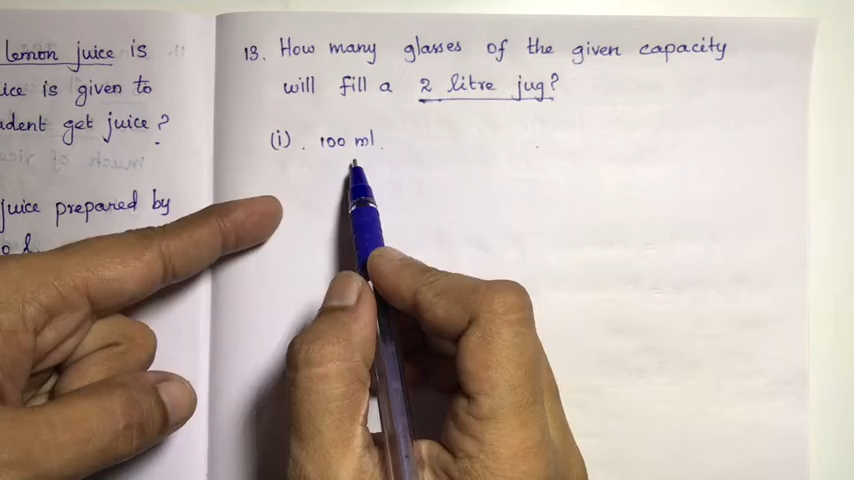 lemon juice is
ice is given to
udent get juice?
juice prepared by
13. How many glasses of the given capacity
will fill a 2 litre jug?
(i). 100 ml.